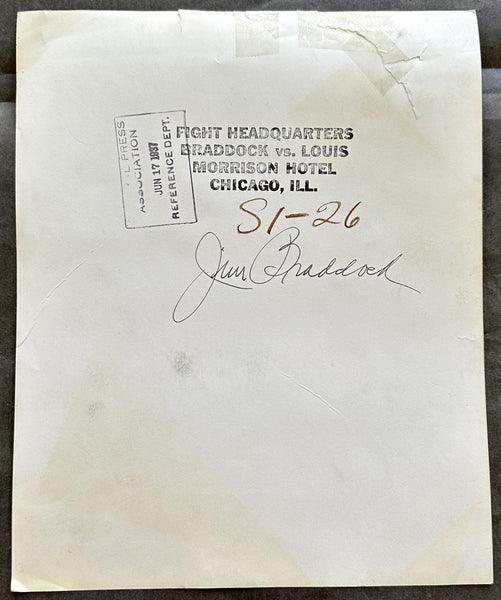 PRESS
ASSOCIATION
JUN 17 1937
REFERENCE DEPT.
FIGHT HEADQUARTERS
BRADDOCK vs. LOUIS
MORRISON HOTEL
CHICAGO, ILL.
S1-26
Jim Braddock